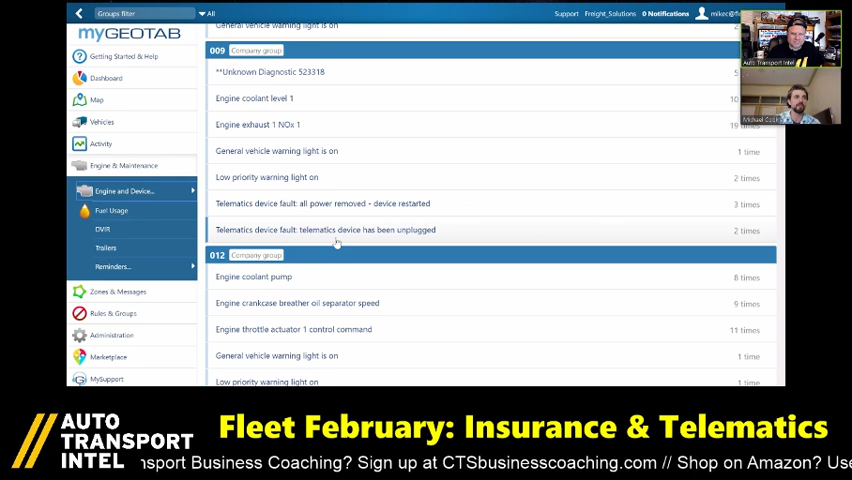 Groups filter
All
Support
Freight_Solutions
0 Notifications
myGEOTAB
Getting Started & Help
Dashboard
Map
Vehicles
Activity
Engine & Maintenance
Engine and Device...
Fuel Usage
DVIR
Trailers
Reminders...
Zones & Messages
Rules & Groups
Administration
Marketplace
MySupport
General vehicle warning light is on
009 Company group
**Unknown Diagnostic 523318
Engine coolant level 1
Engine exhaust 1 NOx 1
General vehicle warning light is on 1 time
Low priority warning light on 2 times
Telematics device fault: all power removed - device restarted 3 times
Telematics device fault: telematics device has been unplugged 2 times
012 Company group
Engine coolant pump 8 times
Engine crankcase breather oil separator speed 9 times
Engine throttle actuator 1 control command 11 times
General vehicle warning light is on 1 time
Low priority warning light on 1 time
Auto Transport Intel
Michael Cook
AUTO
TRANSPORT
INTEL
Fleet February: Insurance & Telematics
nsport Business Coaching? Sign up at CTSbusinesscoaching.com // Shop on Amazon? Use